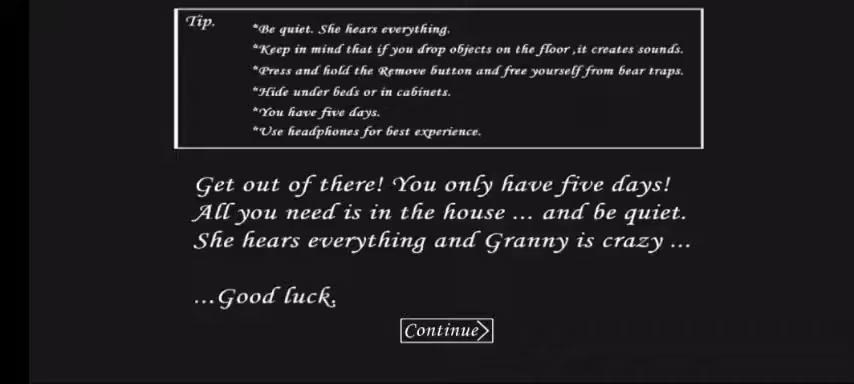 Tip.
*Be quiet. She hears everything.
*Keep in mind that if you drop objects on the floor ,it creates sounds.
*Press and hold the Remove button and free yourself from bear traps.
*Hide under beds or in cabinets.
*You have five days.
*Use headphones for best experience.
Get out of there! You only have five days!
All you need is in the house ... and be quiet.
She hears everything and Granny is crazy ...
...Good luck.
Continue